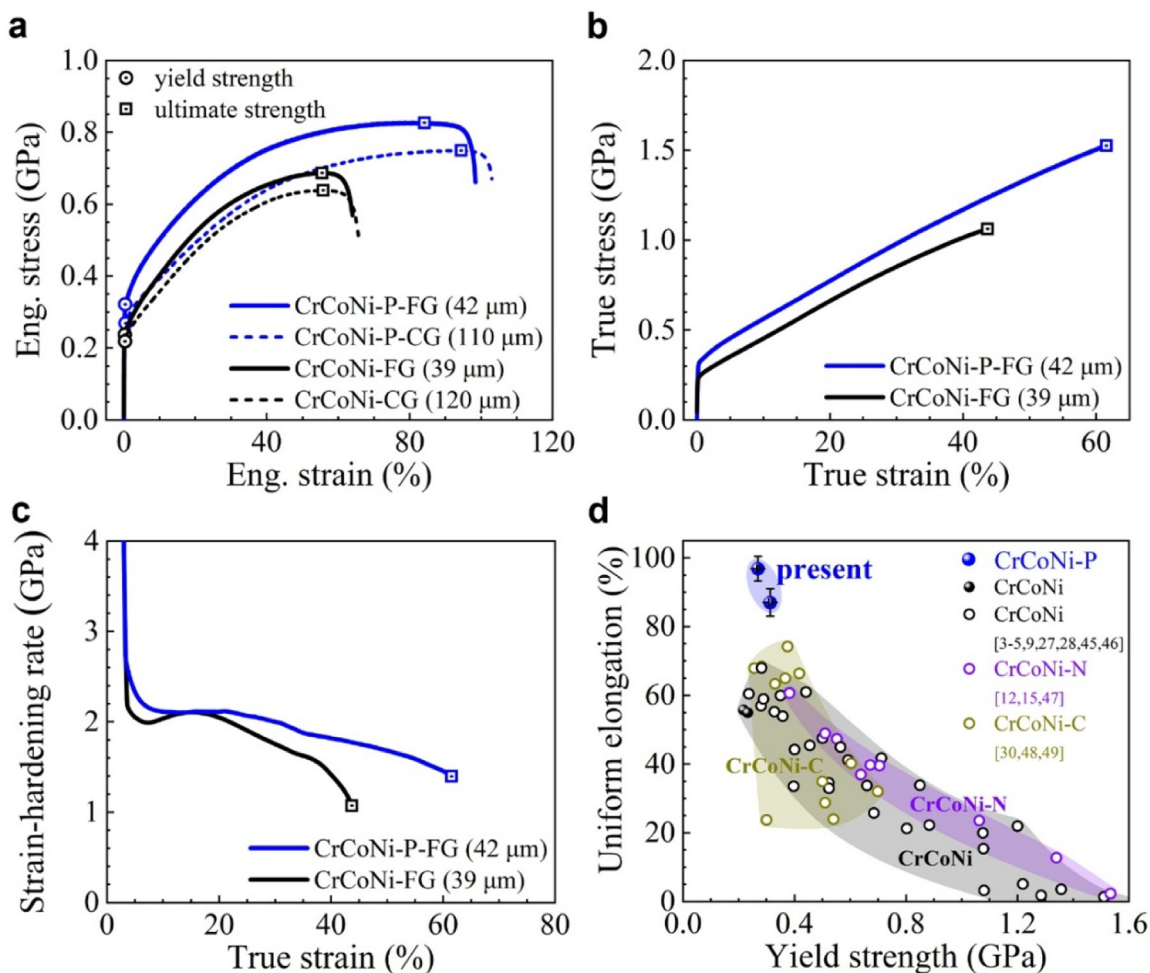 a
Eng. stress (GPa)
1.0
0.8
0.6
0.4
0.2
0.0
yield strength
ultimate strength
CrCoNi-P-FG (42 μm)
CrCoNi-P-CG (110 μm)
CrCoNi-FG (39 μm)
CrCoNi-CG (120 μm)
0 40 80 120
Eng. strain (%)
b
True stress (GPa)
2.0
1.5
1.0
0.5
0.0
CrCoNi-P-FG (42 μm)
CrCoNi-FG (39 μm)
0 20 40 60
True strain (%)
c
Strain-hardening rate (GPa)
4
3
2
1
0
CrCoNi-P-FG (42 μm)
CrCoNi-FG (39 μm)
0 20 40 60 80
True strain (%)
d
Uniform elongation (%)
100
80
60
40
20
0
present
CrCoNi-P
CrCoNi
CrCoNi
[3-5,9,27,28,45,46]
CrCoNi-N
[12,15,47]
CrCoNi-C
[30,48,49]
CrCoNi-C
CrCoNi-N
CrCoNi
0.0 0.4 0.8 1.2 1.6
Yield strength (GPa)